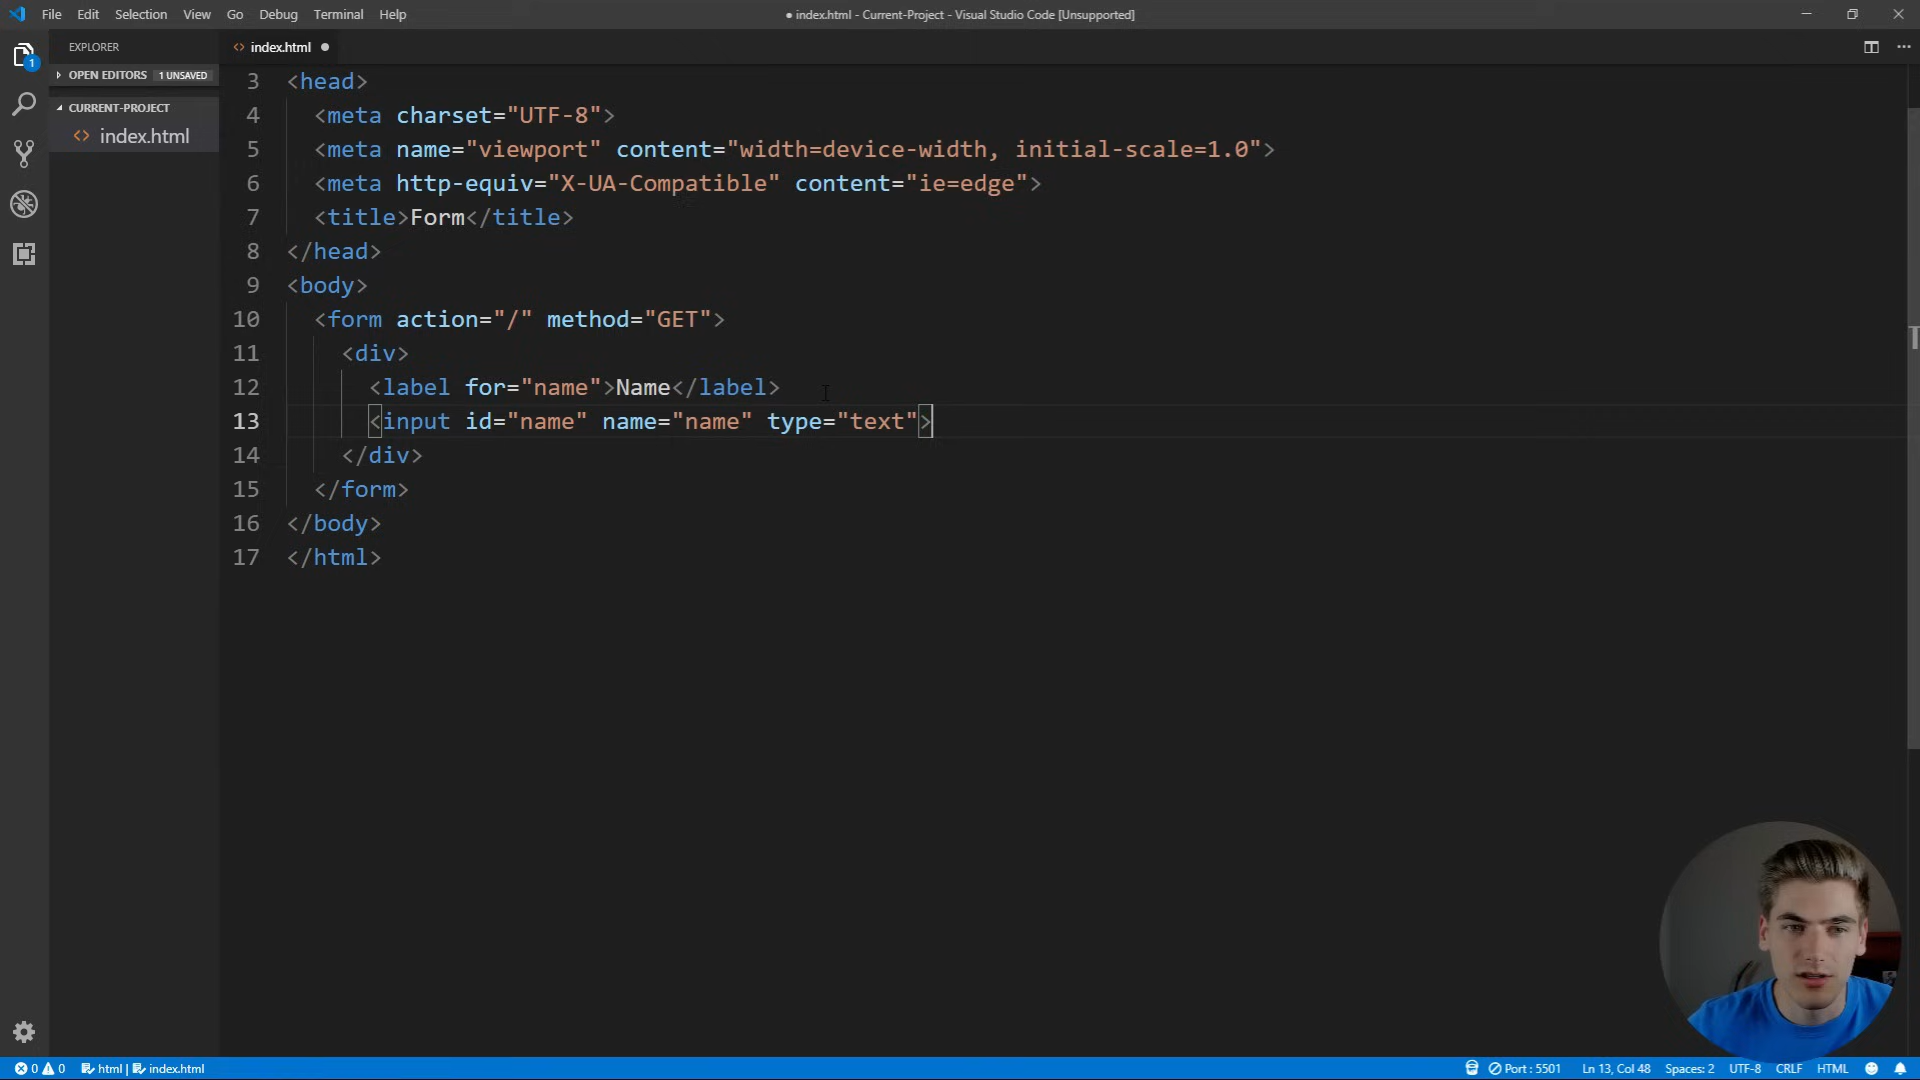 File Edit Selection View Go Debug Terminal Help
● index.html - Current-Project - Visual Studio Code [Unsupported]
EXPLORER
index.html
OPEN EDITORS 1 UNSAVED
CURRENT-PROJECT
index.html
1
3 <head>
4 <meta charset="UTF-8">
5 <meta name="viewport" content="width=device-width, initial-scale=1.0">
6 <meta http-equiv="X-UA-Compatible" content="ie=edge">
7 <title>Form</title>
8 </head>
9 <body>
10 <form action="/" method="GET">
11 <div>
12 <label for="name">Name</label>
13 <input id="name" name="name" type="text">
14 </div>
15 </form>
16 </body>
17 </html>
0 0 html | index.html
Port : 5501 Ln 13, Col 48 Spaces: 2 UTF-8 CRLF HTML